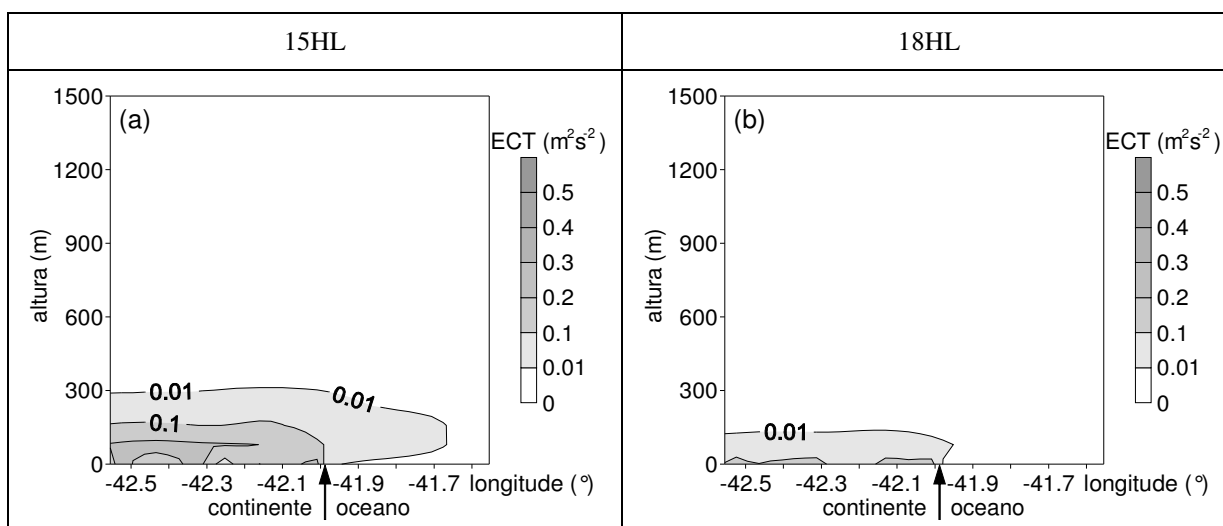 15HL
18HL
(a)
ECT (m²s⁻²)
1500
1200
900
600
300
0
altura (m)
0.5
0.4
0.3
0.2
0.1
0.01
0
0.01
0.01
0.1
-42.5 -42.3 -42.1 -41.9 -41.7 longitude (°)
continente oceano
(b)
ECT (m²s⁻²)
1500
1200
900
600
300
0
altura (m)
0.5
0.4
0.3
0.2
0.1
0.01
0
0.01
-42.5 -42.3 -42.1 -41.9 -41.7 longitude (°)
continente oceano